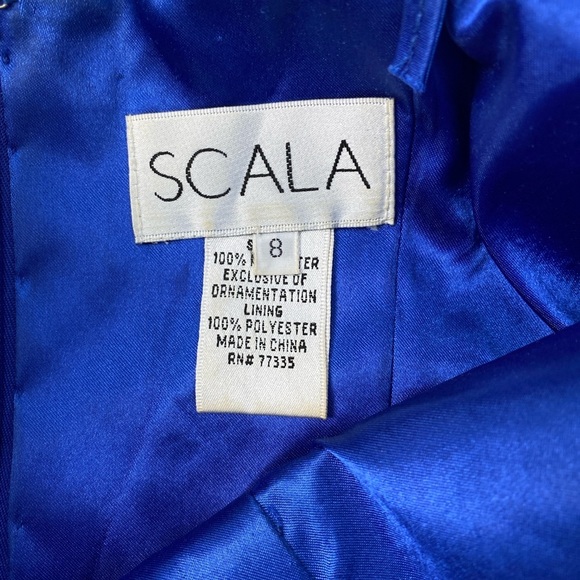 SCALA
8
100%
EXCLUSIVE OF
ORNAMENTATION
LINING
100% POLYESTER
MADE IN CHINA
RN# 77335